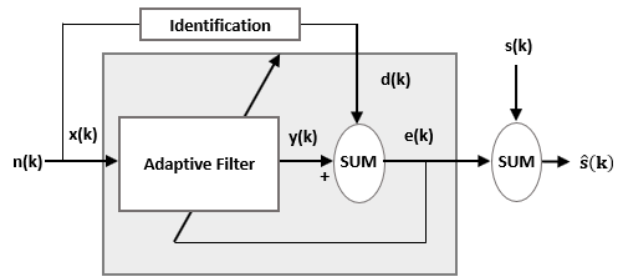 Identification
s(k)
d(k)
x(k)
y(k)
e(k)
n(k)
Adaptive Filter
SUM
SUM
ŝ(k)
+